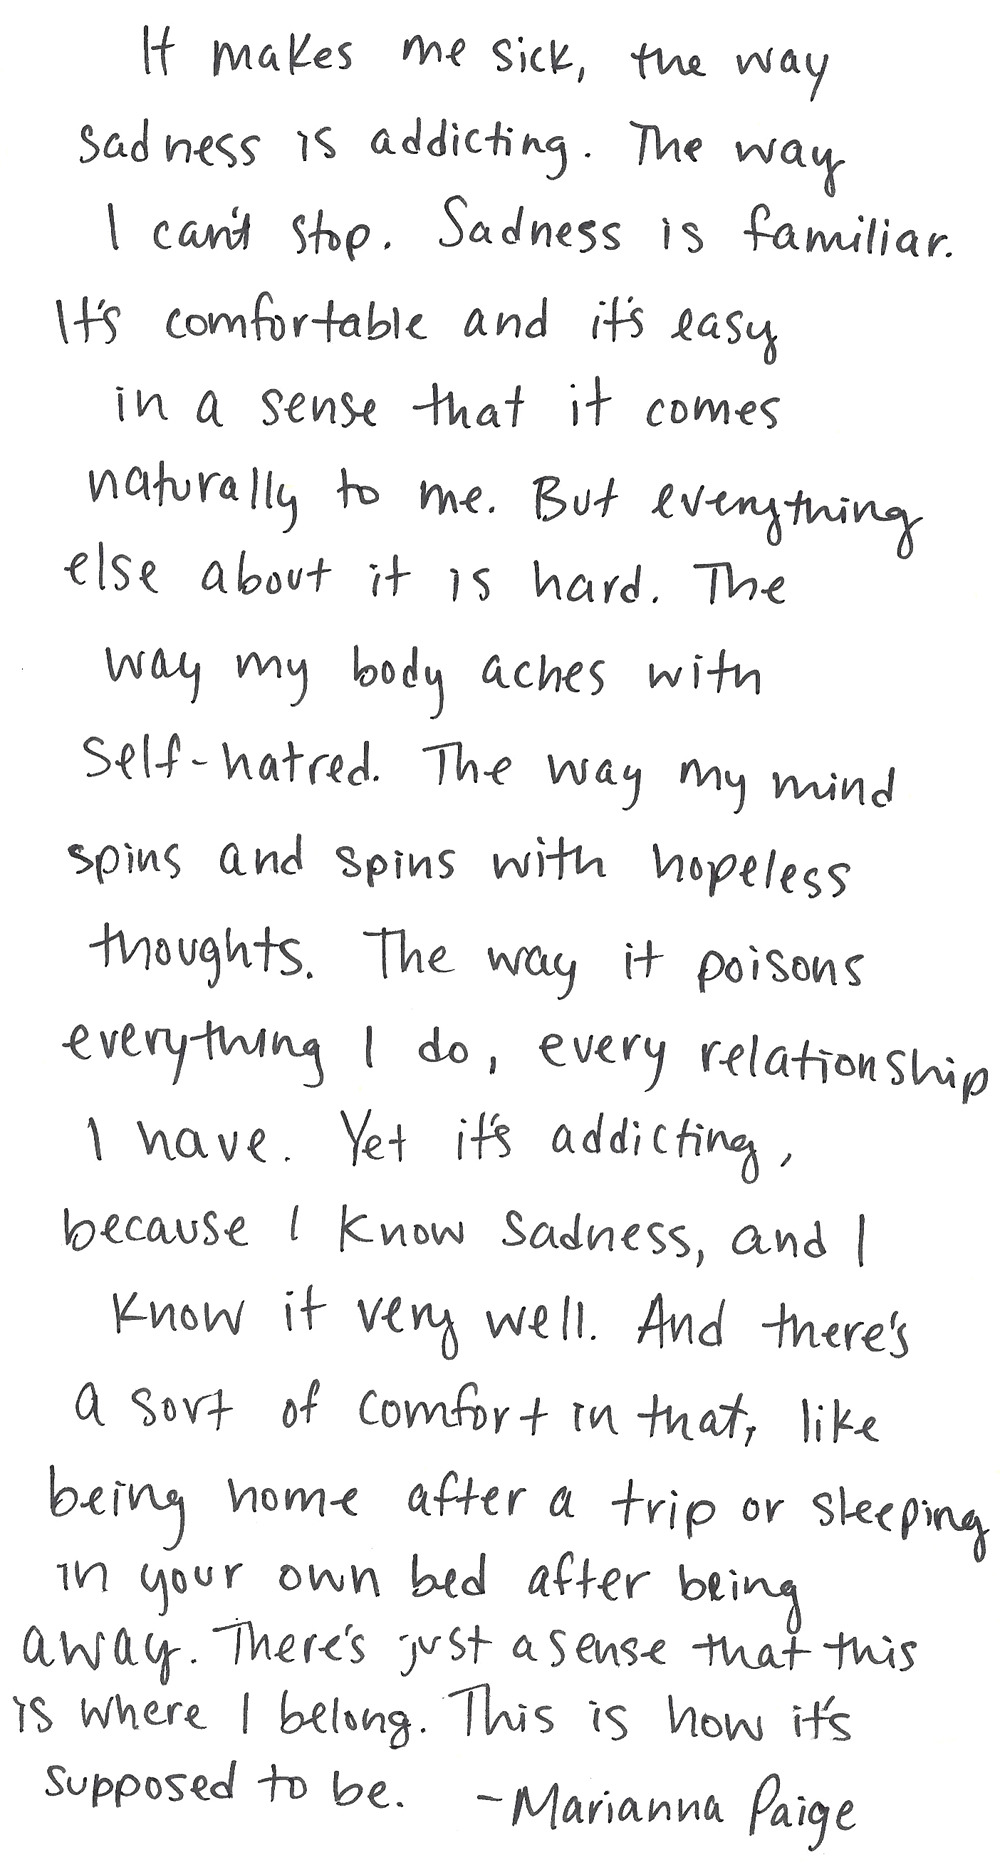 It makes me sick, the way
sadness is addicting. The way
I can't stop. Sadness is familiar.
It's comfortable and it's easy
in a sense that it comes
naturally to me. But everything
else about it is hard. The
way my body aches with
self-hatred. The way my mind
spins and spins with hopeless
thoughts. The way it poisons
everything I do, every relationship
I have. Yet it's addicting,
because I know sadness, and I
know it very well. And there's
a sort of comfort in that, like
being home after a trip or sleeping
in your own bed after being
away. There's just a sense that this
is where I belong. This is how it's
supposed to be. -Marianna Paige